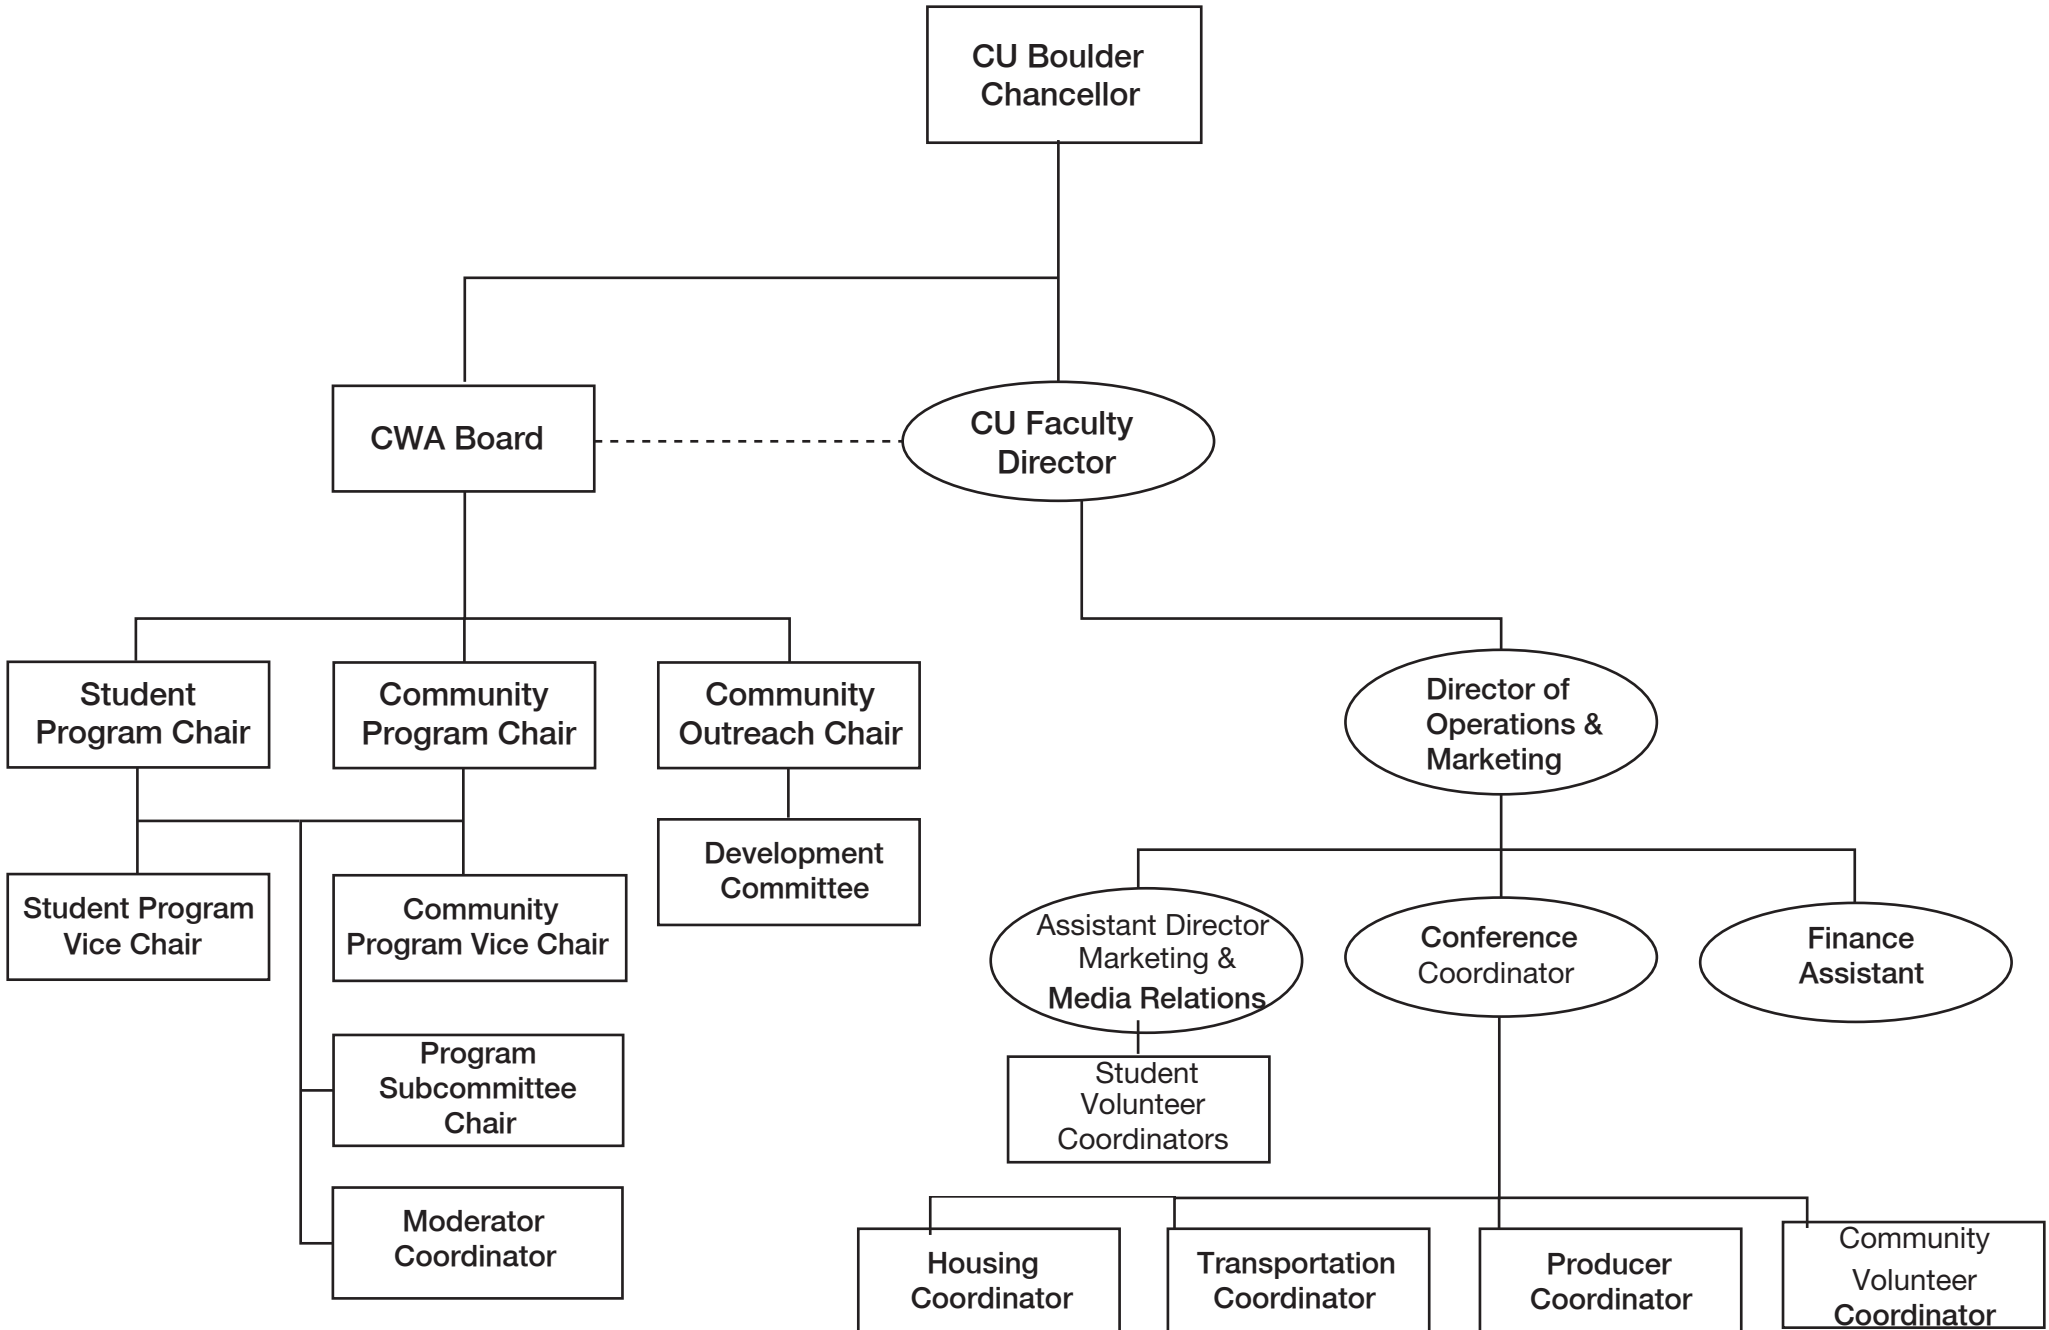 CU Boulder
Chancellor
CWA Board
CU Faculty
Director
Student
Program Chair
Community
Program Chair
Community
Outreach Chair
Director of
Operations &
Marketing
Development
Committee
Student Program
Vice Chair
Community
Program Vice Chair
Assistant Director
Marketing &
Media Relations
Conference
Coordinator
Finance
Assistant
Program
Subcommittee
Chair
Student
Volunteer
Coordinators
Moderator
Coordinator
Housing
Coordinator
Transportation
Coordinator
Producer
Coordinator
Community
Volunteer
Coordinator